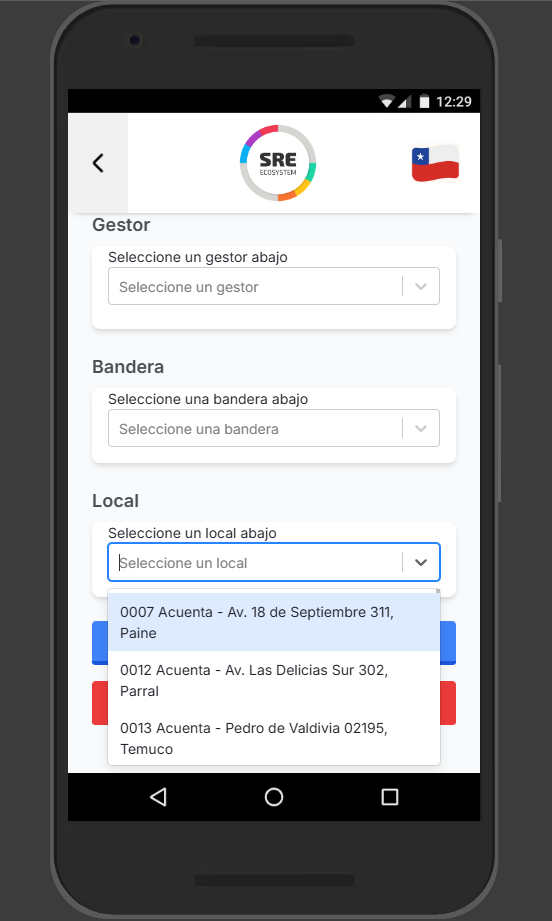 12:29
SRE
ECOSYSTEM
Gestor
Seleccione un gestor abajo
Seleccione un gestor
Bandera
Seleccione una bandera abajo
Seleccione una bandera
Local
Seleccione un local abajo
Seleccione un local
0007 Acuenta - Av. 18 de Septiembre 311,
Paine
0012 Acuenta - Av. Las Delicias Sur 302,
Parral
0013 Acuenta - Pedro de Valdivia 02195,
Temuco